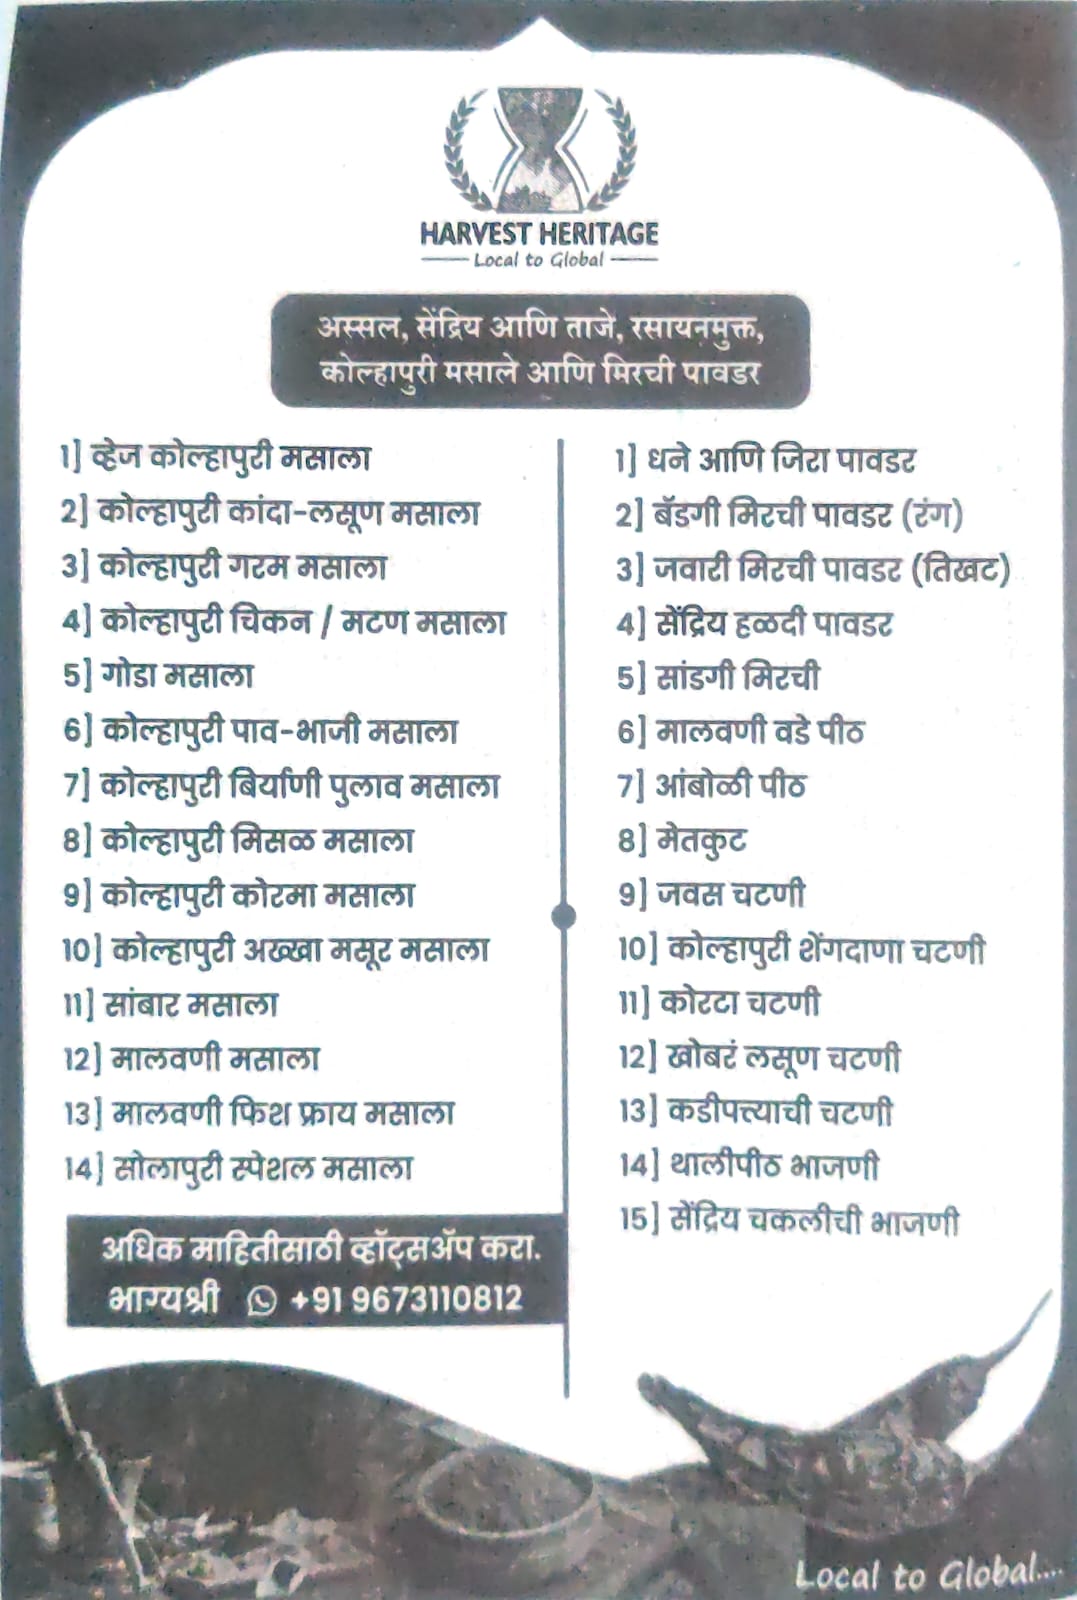 HARVEST HERITAGE
Local to Global
अस्सल, सेंद्रिय आणि ताजे, रसायनमुक्त,
कोल्हापुरी मसाले आणि मिरची पावडर
1] व्हेज कोल्हापुरी मसाला
2] कोल्हापुरी कांदा-लसूण मसाला
3] कोल्हापुरी गरम मसाला
4] कोल्हापुरी चिकन / मटण मसाला
5] गोडा मसाला
6] कोल्हापुरी पाव-भाजी मसाला
7] कोल्हापुरी बिर्याणी पुलाव मसाला
8] कोल्हापुरी मिसळ मसाला
9] कोल्हापुरी कोरमा मसाला
10] कोल्हापुरी अख्खा मसूर मसाला
11] सांबार मसाला
12] मालवणी मसाला
13] मालवणी फिश फ्राय मसाला
14] सोलापुरी स्पेशल मसाला
अधिक माहितीसाठी व्हॉट्सॲप करा.
भाग्यश्री +91 9673110812
1] धने आणि जिरा पावडर
2] बॅडगी मिरची पावडर (रंग)
3] जवारी मिरची पावडर (तिखट)
4] सेंद्रिय हळदी पावडर
5] सांडगी मिरची
6] मालवणी वडे पीठ
7] आंबोळी पीठ
8] मेतकुट
9] जवस चटणी
10] कोल्हापुरी शेंगदाणा चटणी
11] कोरटा चटणी
12] खोबरं लसूण चटणी
13] कडीपत्त्याची चटणी
14] थालीपीठ भाजणी
15] सेंद्रिय चकलीची भाजणी
Local to Global....